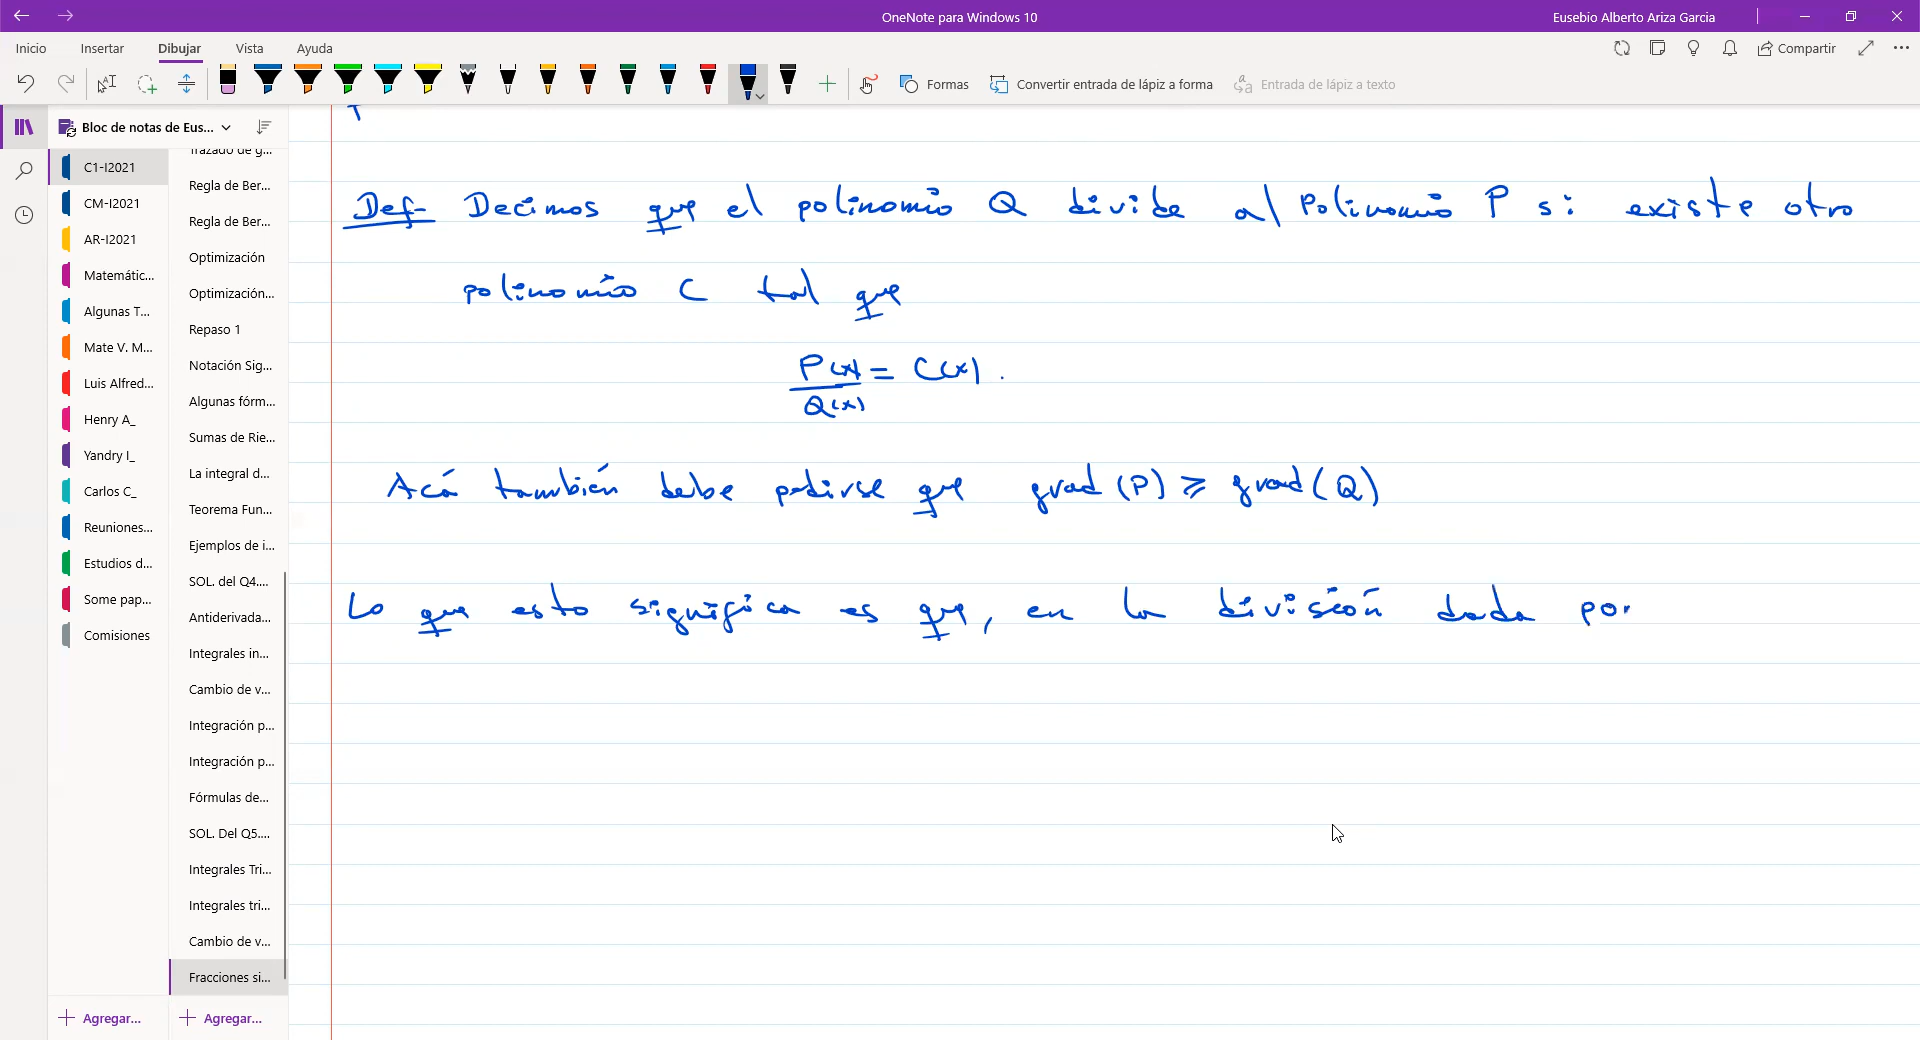 OneNote para Windows 10
Eusebio Alberto Ariza Garcia
Inicio Insertar Dibujar Vista Ayuda
Compartir
Formas
Convertir entrada de lápiz a forma
Entrada de lápiz a texto
Bloc de notas de Eus...
C1-I2021
CM-I2021
AR-I2021
Matemátic...
Algunas T...
Mate V. M...
Luis Alfred...
Henry A_
Yandry I_
Carlos C_
Reuniones...
Estudios d...
Some pap...
Comisiones
Agregar...
Trazado de g...
Regla de Ber...
Regla de Ber...
Optimización
Optimización...
Repaso 1
Notación Sig...
Algunas fórm...
Sumas de Rie...
La integral d...
Teorema Fun...
Ejemplos de i...
SOL. del Q4....
Antiderivada...
Integrales in...
Cambio de v...
Integración p...
Integración p...
Fórmulas de...
SOL. Del Q5....
Integrales Tri...
Integrales tri...
Cambio de v...
Fracciones si...
Agregar...
Def- Decimos que el polinomio Q divide al Polinomio P si existe otro
polinomio C tal que
P(x)/Q(x) = C(x).
Acá también debe pedirse que grad(P) ≥ grad(Q)
Lo que esto significa es que, en la división dada por